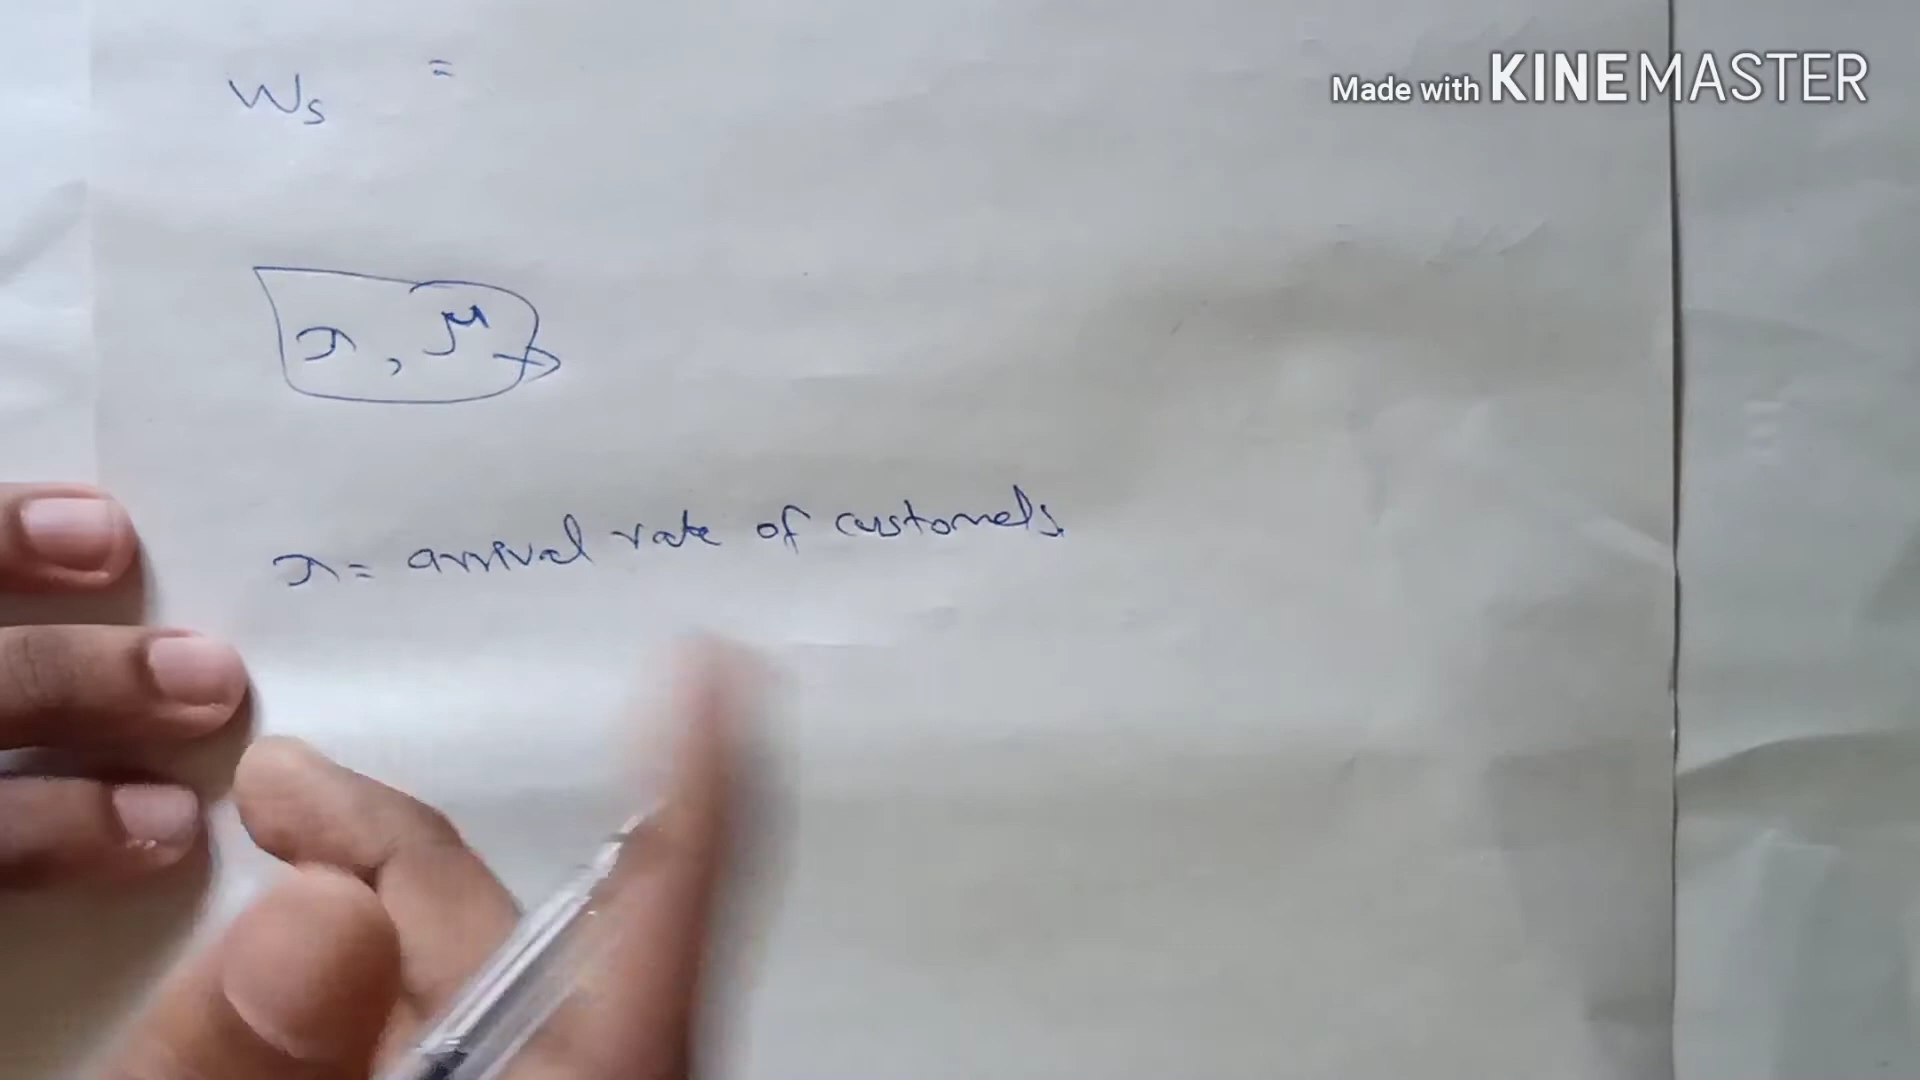 Made with KINEMASTER
Ws =
λ, μ
λ = arrival rate of customers.